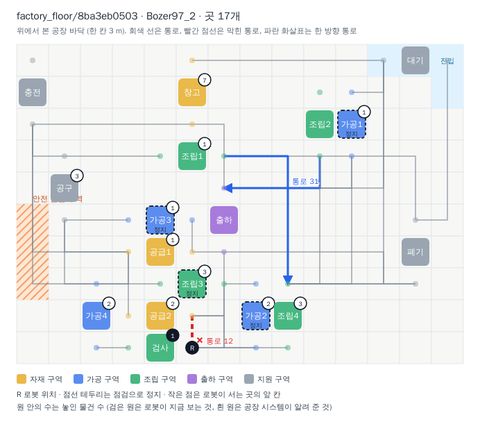 factory_floor/8ba3eb0503 · Bozer97_2 · 곳 17개
위에서 본 공장 바닥 (한 칸 3 m). 회색 선은 통로, 빨간 점선은 막힌 통로, 파란 화살표는 한 방향 통로
대기
전립
충전
창고 7
조립2
가공1 1
정지
조립1 1
공구 3
통로 31
안전
역
가공3 1
정지
출하
공급1 1
폐기
조립3 3
정지
가공4 2
공급2 2
가공2 2
정지
조립4 3
검사 1
R
× 통로 12
자재 구역
가공 구역
조립 구역
출하 구역
지원 구역
R 로봇 위치 · 점선 테두리는 점검으로 정지 · 작은 점은 로봇이 서는 곳의 앞 칸
원 안의 수는 놓인 물건 수 (검은 원은 로봇이 지금 보는 것, 흰 원은 공장 시스템이 알려 준 것)